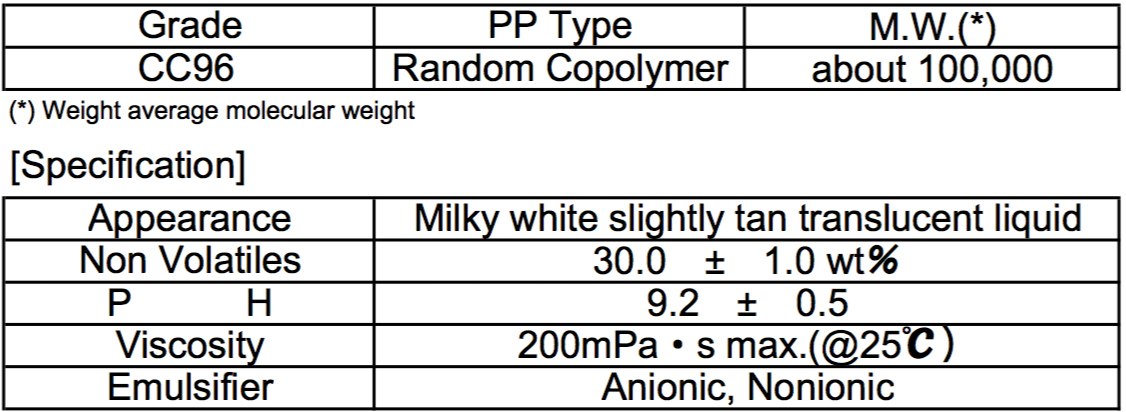 Grade PP Type M.W.(*)
CC96 Random Copolymer about 100,000
(*) Weight average molecular weight
[Specification]
Appearance Milky white slightly tan translucent liquid
Non Volatiles 30.0 ± 1.0 wt%
P H 9.2 ± 0.5
Viscosity 200mPa・s max.(@25℃)
Emulsifier Anionic, Nonionic